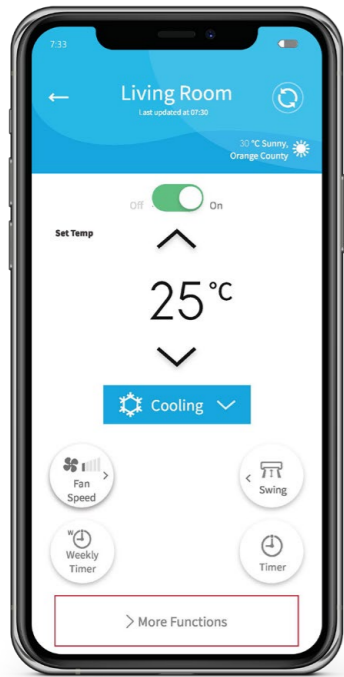 7:33
Living Room
Last updated at 07:30
30 °C Sunny,
Orange County
Off
On
Set Temp
25 °C
Cooling
Fan
Speed
Swing
W
Weekly
Timer
Timer
> More Functions